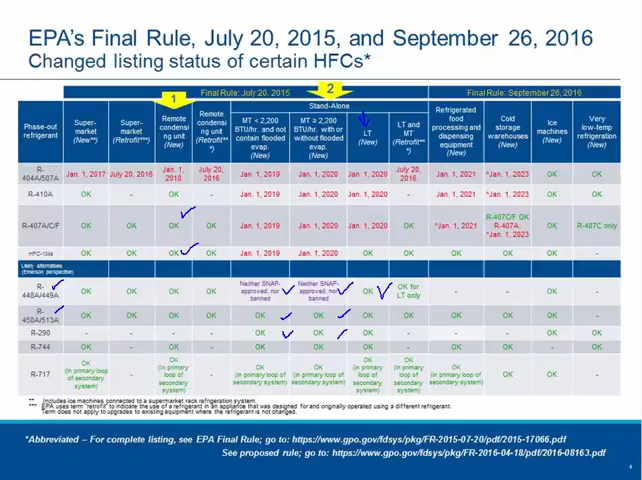 EPA's Final Rule, July 20, 2015, and September 26, 2016
Changed listing status of certain HFCs*
1
2
Final Rule: July 20. 2015
Final Rule: September 26, 2016
Phase-out refrigerant
Super-market (New**)
Super-market (Retrofit***)
Remote condensi ng unit (New)
Remote condensi ng unit (Retrofit***)
Stand-Alone
MT < 2,200 BTU/hr. and not contain flooded evap. (New)
MT ≥ 2,200 BTU/hr. with or without flooded evap. (New)
LT (New)
LT and MT (Retrofit***)
Refrigerated food processing and dispensing equipment (New)
Cold storage warehouses (New)
Ice machines (New)
Very low-temp refrigeration (New)
R-404A/507A Jan. 1, 2017 July 20, 2016 Jan. 1, 2018 July 20, 2016 Jan. 1, 2019 Jan. 1, 2020 Jan. 1, 2020 July 20, 2016 Jan. 1, 2021 ^Jan. 1, 2023 OK OK
R-410A OK - OK - Jan. 1, 2019 Jan. 1, 2020 Jan. 1, 2020 - Jan. 1, 2021 ^Jan. 1, 2023 OK OK
R-407A/C/F OK OK OK OK Jan. 1, 2019 Jan. 1, 2020 Jan. 1, 2020 OK ^Jan. 1, 2021 R-407C/F OK R-407A: ^Jan. 1, 2023 OK R-407C only
HFC-134a OK OK OK OK Jan. 1, 2019 Jan. 1, 2020 OK OK OK OK OK -
Likely alternatives (Emerson perspective)
R-448A/449A OK OK OK OK Neither SNAP-approved, nor banned Neither SNAP-approved, nor banned OK OK for LT only - - OK -
R-450A/513A OK OK OK OK OK OK OK OK OK OK OK -
R-290 - - - - OK OK OK - - - OK OK
R-744 OK - OK - OK OK OK - OK OK - OK
R-717 OK (in primary loop of secondary system) - OK (in primary loop of secondary system) - OK (in primary loop of secondary system) OK (in primary loop of secondary system) OK (in primary loop of secondary system) OK (in primary loop of secondary system) OK (in primary loop of secondary system) OK OK -
** Includes ice machines connected to a supermarket rack refrigeration system.
*** EPA uses term "retrofit" to indicate the use of a refrigerant in an appliance that was designed for and originally operated using a different refrigerant.
Term does not apply to upgrades to existing equipment where the refrigerant is not changed.
*Abbreviated – For complete listing, see EPA Final Rule; go to: https://www.gpo.gov/fdsys/pkg/FR-2015-07-20/pdf/2015-17066.pdf
See proposed rule; go to: https://www.gpo.gov/fdsys/pkg/FR-2016-04-18/pdf/2016-08163.pdf
4